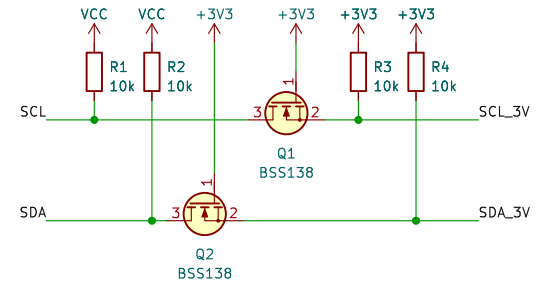 VCC VCC +3V3 +3V3 +3V3 +3V3
R1 R2 1 R3 R4
10k 10k 10k 10k
SCL 3 2 SCL_3V
Q1
BSS138
1
SDA 3 2 SDA_3V
Q2
BSS138